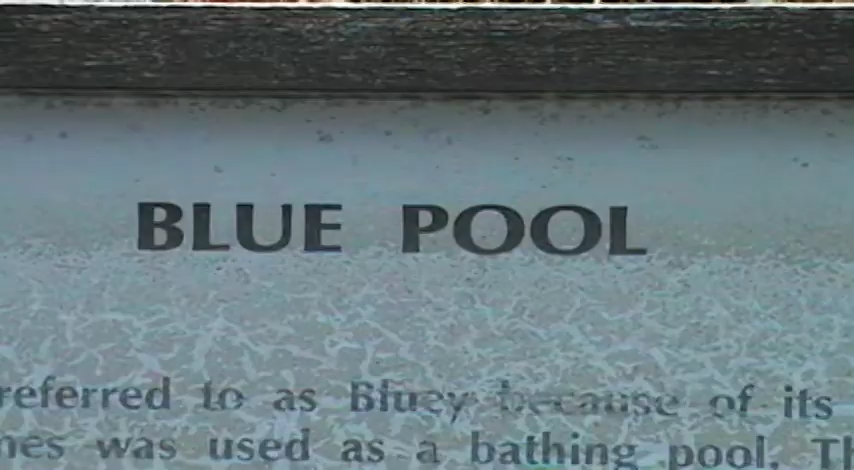 BLUE POOL
referred to as Bluey because of its
was used as a bathing pool.